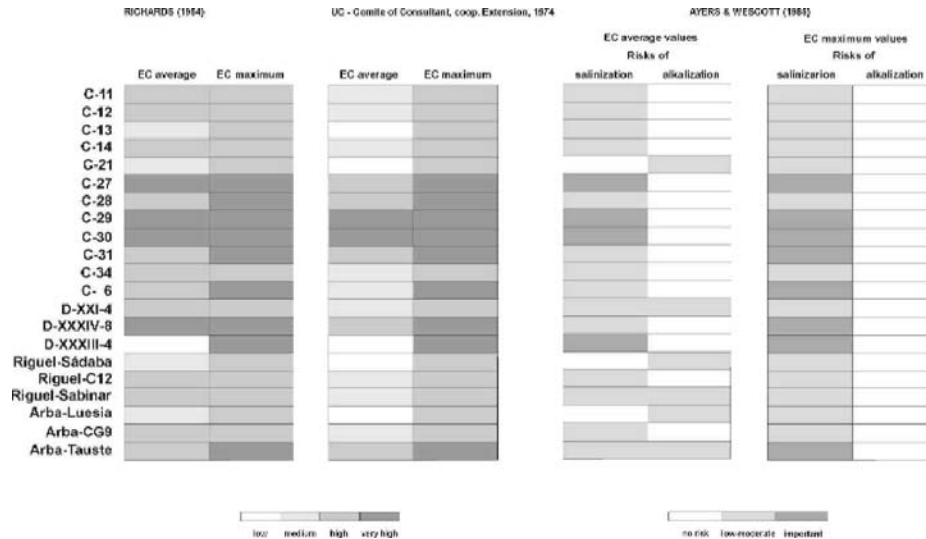 RICHARDS (1954) UC - Comite of Consultant, coop. Extension, 1974 AYERS & WESCOTT (1985)
EC average values EC maximum values
Risks of Risks of
EC average EC maximum EC average EC maximum salinization alkalization salinizarion alkalization
C-11
C-12
C-13
C-14
C-21
C-27
C-28
C-29
C-30
C-31
C-34
C- 6
D-XXI-4
D-XXXIV-8
D-XXXIII-4
Riguel-Sádaba
Riguel-C12
Riguel-Sabinar
Arba-Luesia
Arba-CG9
Arba-Tauste
low medium high very high no risk low-moderate important